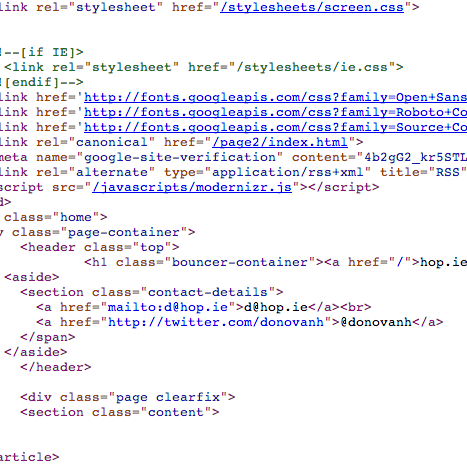 link rel="stylesheet" href="/stylesheets/screen.css">
!--[if IE]>
<link rel="stylesheet" href="/stylesheets/ie.css">
![endif]-->
link href='http://fonts.googleapis.com/css?family=Open+Sans
link href='http://fonts.googleapis.com/css?family=Roboto+Co
link href='http://fonts.googleapis.com/css?family=Source+Co
link rel="canonical" href="/page2/index.html">
meta name="google-site-verification" content="4b2gG2_kr5STL
link rel="alternate" type="application/rss+xml" title="RSS"
script src="/javascripts/modernizr.js"></script>
d>
class="home">
v class="page-container">
<header class="top">
<h1 class="bouncer-container"><a href="/">hop.ie
<aside>
<section class="contact-details">
<a href="mailto:d@hop.ie">d@hop.ie</a><br>
<a href="http://twitter.com/donovanh">@donovanh</a>
</span>
</aside>
</header>
<div class="page clearfix">
<section class="content">
article>